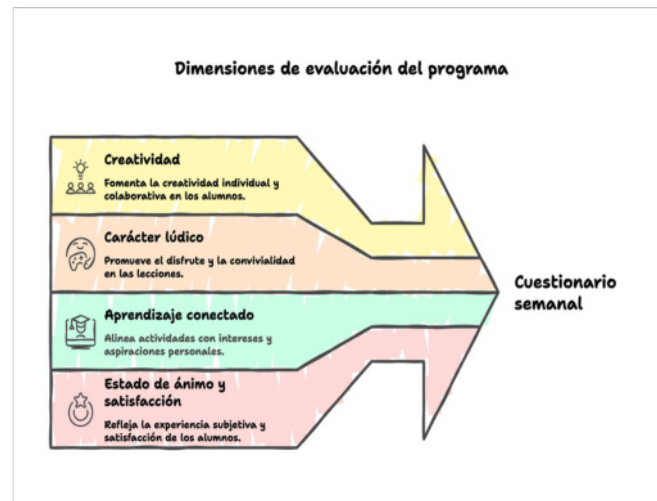 Dimensiones de evaluación del programa
Creatividad
Fomenta la creatividad individual y
colaborativa en los alumnos.
Carácter lúdico
Promueve el disfrute y la convivialidad
en las lecciones.
Aprendizaje conectado
Alinea actividades con intereses y
aspiraciones personales.
Estado de ánimo y
satisfacción
Refleja la experiencia subjetiva y
satisfacción de los alumnos.
Cuestionario
semanal